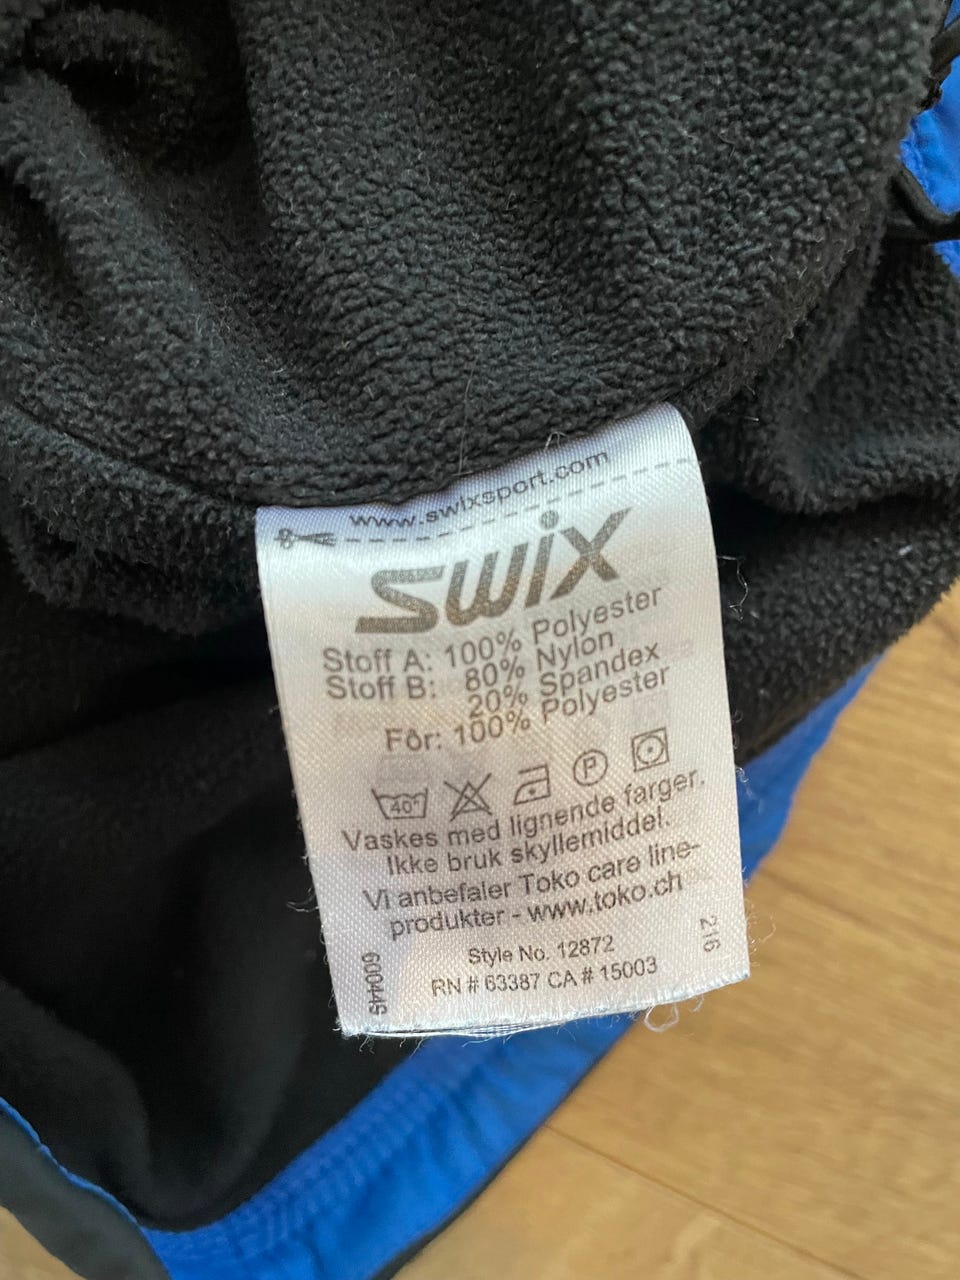 www.swixsport.com
SWIX
Stoff A: 100% Polyester
Stoff B: 80% Nylon
20% Spandex
Fôr: 100% Polyester
40° P
Vaskes med lignende farger.
Ikke bruk skyllemiddel.
Vi anbefaler Toko care line-
produkter - www.toko.ch
Style No. 12872
RN # 63387 CA # 15003
600449
216